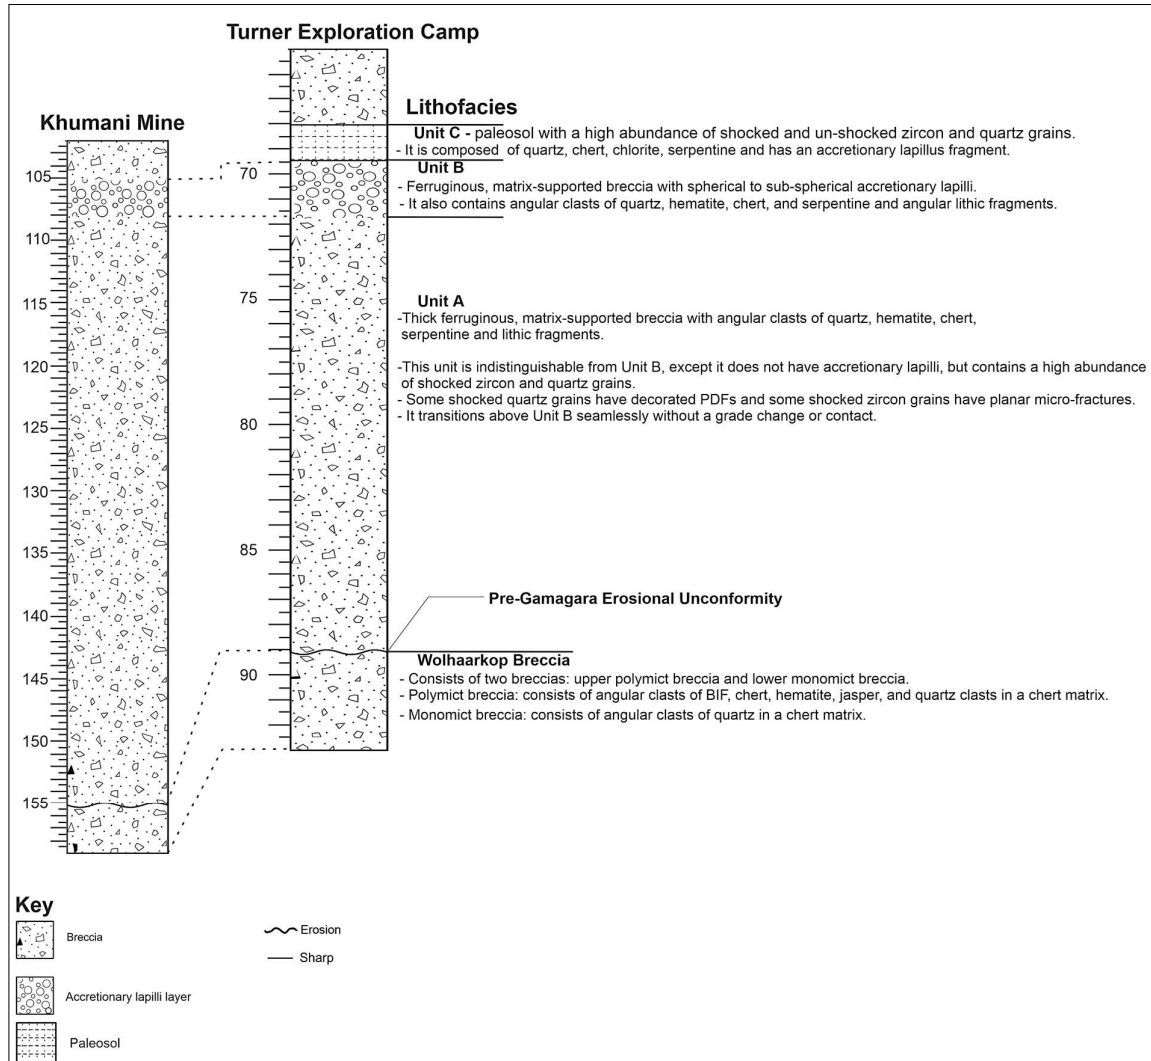 Turner Exploration Camp
Khumani Mine
105
110
115
120
125
130
135
140
145
150
155
70
75
80
85
90
Lithofacies
Unit C - paleosol with a high abundance of shocked and un-shocked zircon and quartz grains.
- It is composed of quartz, chert, chlorite, serpentine and has an accretionary lapillus fragment.
Unit B
- Ferruginous, matrix-supported breccia with spherical to sub-spherical accretionary lapilli.
- It also contains angular clasts of quartz, hematite, chert, and serpentine and angular lithic fragments.
Unit A
-Thick ferruginous, matrix-supported breccia with angular clasts of quartz, hematite, chert,
serpentine and lithic fragments.
-This unit is indistinguishable from Unit B, except it does not have accretionary lapilli, but contains a high abundance
of shocked zircon and quartz grains.
- Some shocked quartz grains have decorated PDFs and some shocked zircon grains have planar micro-fractures.
- It transitions above Unit B seamlessly without a grade change or contact.
Pre-Gamagara Erosional Unconformity
Wolhaarkop Breccia
- Consists of two breccias: upper polymict breccia and lower monomict breccia.
- Polymict breccia: consists of angular clasts of BIF, chert, hematite, jasper, and quartz clasts in a chert matrix.
- Monomict breccia: consists of angular clasts of quartz in a chert matrix.
Key
Breccia
Accretionary lapilli layer
Paleosol
Erosion
Sharp